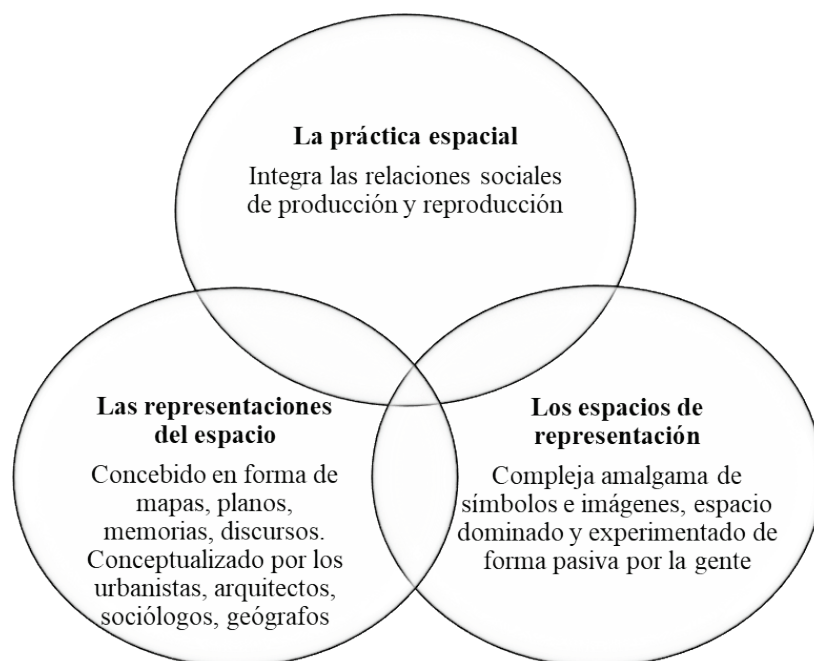 La práctica espacial
Integra las relaciones sociales
de producción y reproducción
Las representaciones
del espacio
Concebido en forma de
mapas, planos,
memorias, discursos.
Conceptualizado por los
urbanistas, arquitectos,
sociólogos, geógrafos
Los espacios de
representación
Compleja amalgama de
símbolos e imágenes, espacio
dominado y experimentado de
forma pasiva por la gente